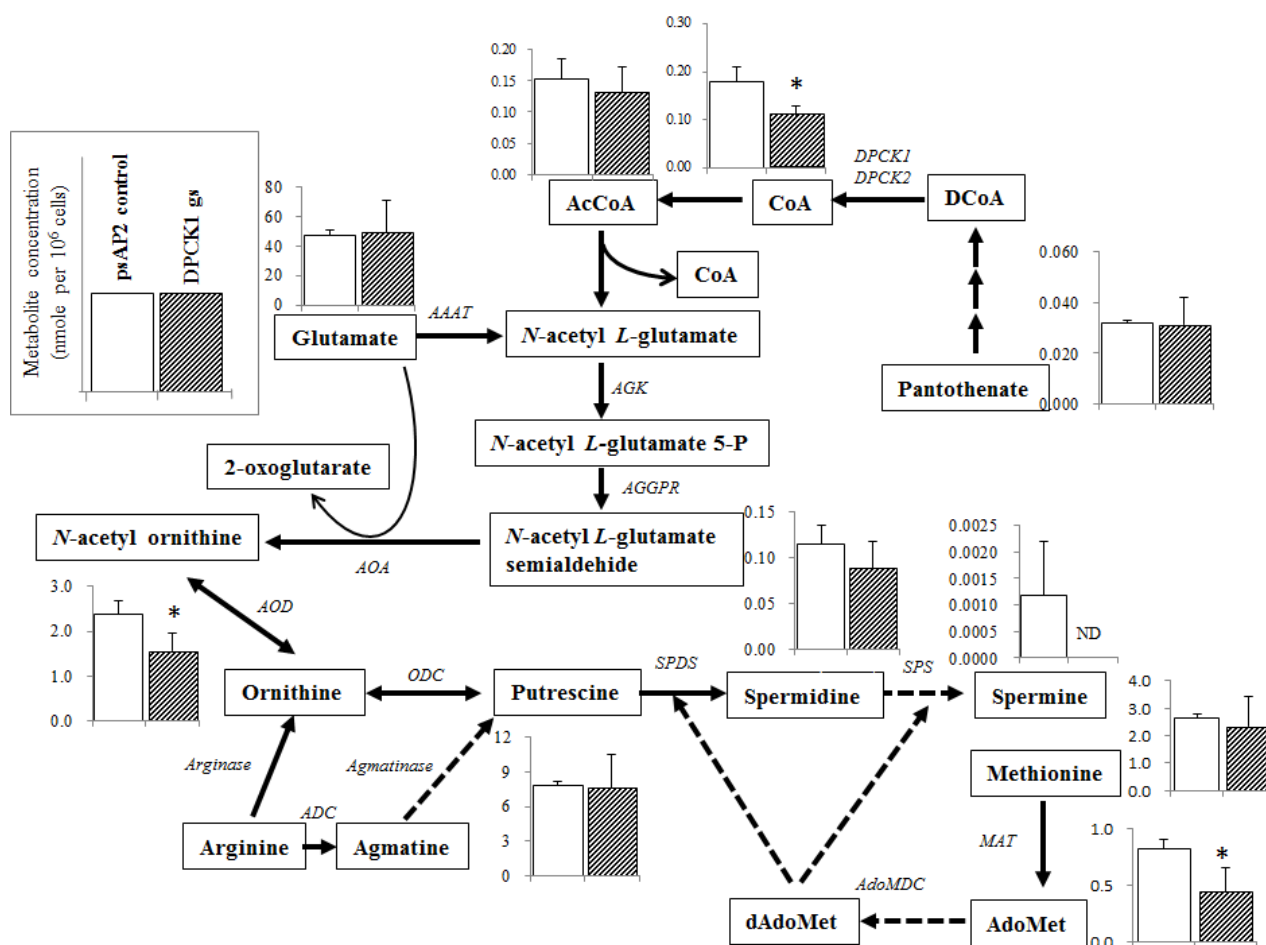 0.20
0.15
0.10
0.05
0.00
0.30
0.20
*
0.10
0.00
DPCK1
DPCK2
Metabolite concentration
(nmole per 10⁶ cells)
psAP2 control
DPCK1 gs
80
60
40
20
0
AcCoA
CoA
DCoA
CoA
0.060
0.040
0.020
0.000
AAAT
Glutamate
N-acetyl L-glutamate
Pantothenate
AGK
N-acetyl L-glutamate 5-P
2-oxoglutarate
AGGPR
N-acetyl ornithine
AOA
N-acetyl L-glutamate
semialdehide
0.15
0.10
0.05
0.00
0.0025
0.0020
0.0015
0.0010
0.0005
0.0000
ND
3.0
2.0
1.0
0.0
*
AOD
ODC
SPDS
SPS
Ornithine
Putrescine
Spermidine
Spermine
4.0
3.0
2.0
1.0
0.0
Arginase
Agmatinase
12
9
6
3
0
Methionine
ADC
Arginine
Agmatine
MAT
1.0
0.5
0.0
*
AdoMDC
dAdoMet
AdoMet